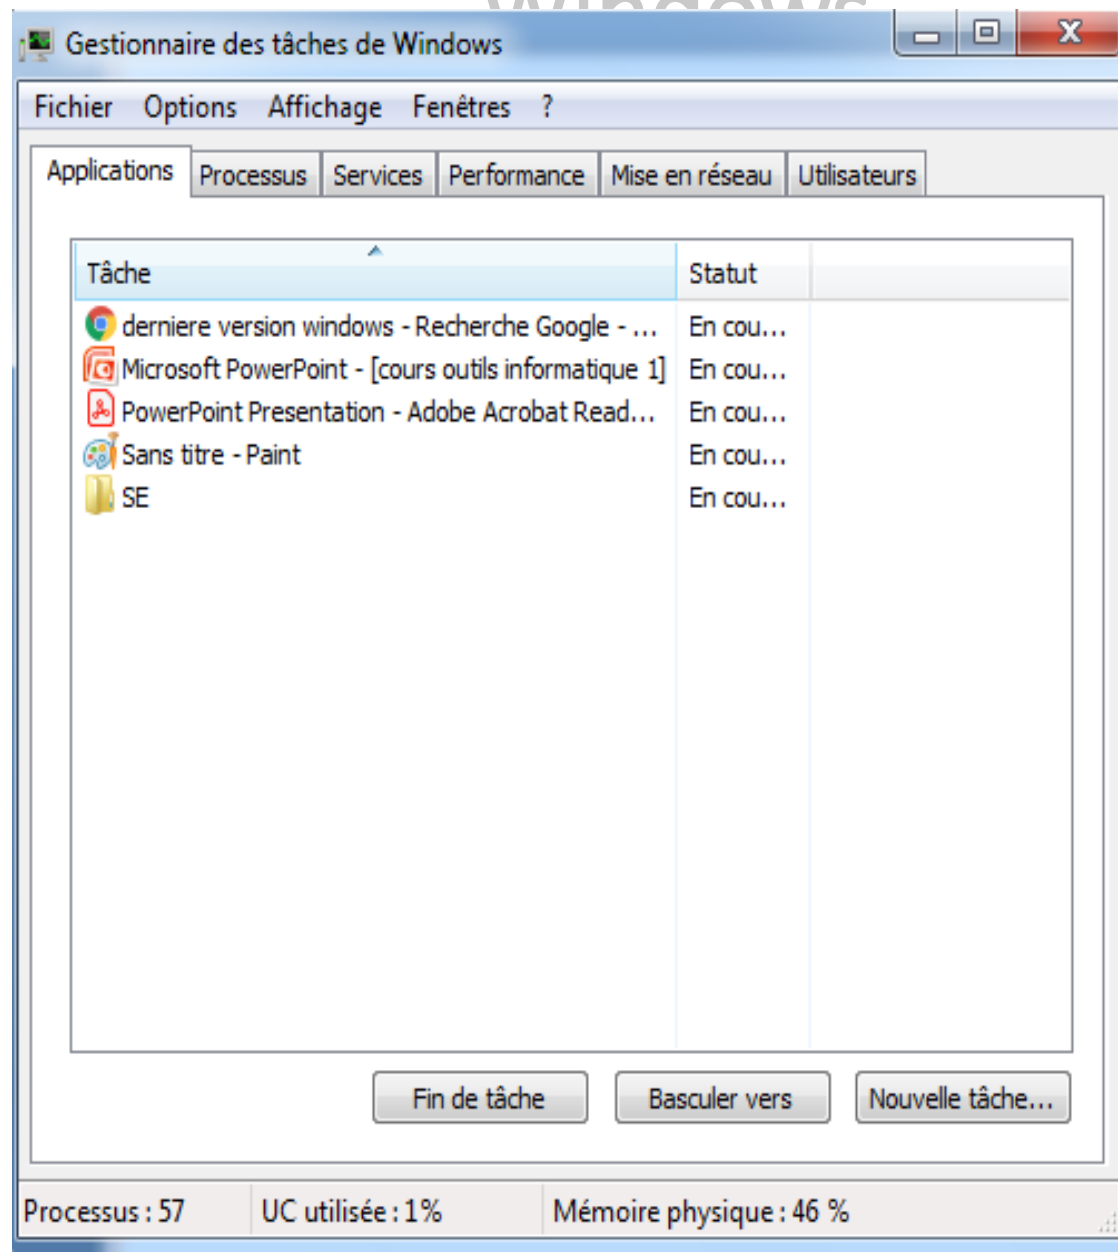 Windows
Gestionnaire des tâches de Windows
Fichier Options Affichage Fenêtres ?
Applications Processus Services Performance Mise en réseau Utilisateurs
Tâche Statut
derniere version windows - Recherche Google - ... En cou...
Microsoft PowerPoint - [cours outils informatique 1] En cou...
PowerPoint Presentation - Adobe Acrobat Read... En cou...
Sans titre - Paint En cou...
SE En cou...
Fin de tâche Basculer vers Nouvelle tâche...
Processus : 57 UC utilisée : 1% Mémoire physique : 46 %